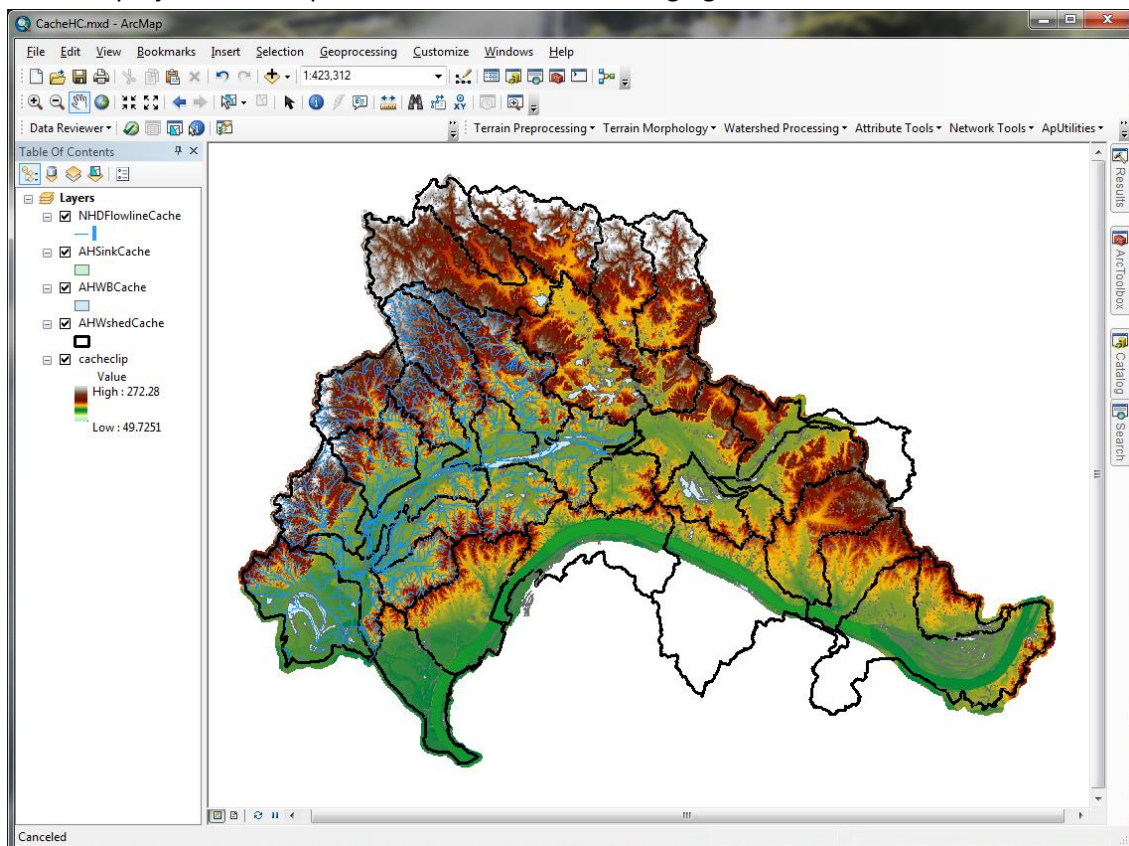 CacheHC.mxd - ArcMap
File Edit View Bookmarks Insert Selection Geoprocessing Customize Windows Help
1:423,312
Data Reviewer Terrain Preprocessing Terrain Morphology Watershed Processing Attribute Tools Network Tools ApUtilities
Table Of Contents
Layers
NHDFlowlineCache
AHSinkCache
AHWBCache
AHWshedCache
cacheclip
Value
High : 272.28
Low : 49.7251
Results
ArcToolbox
Catalog
Search
Canceled